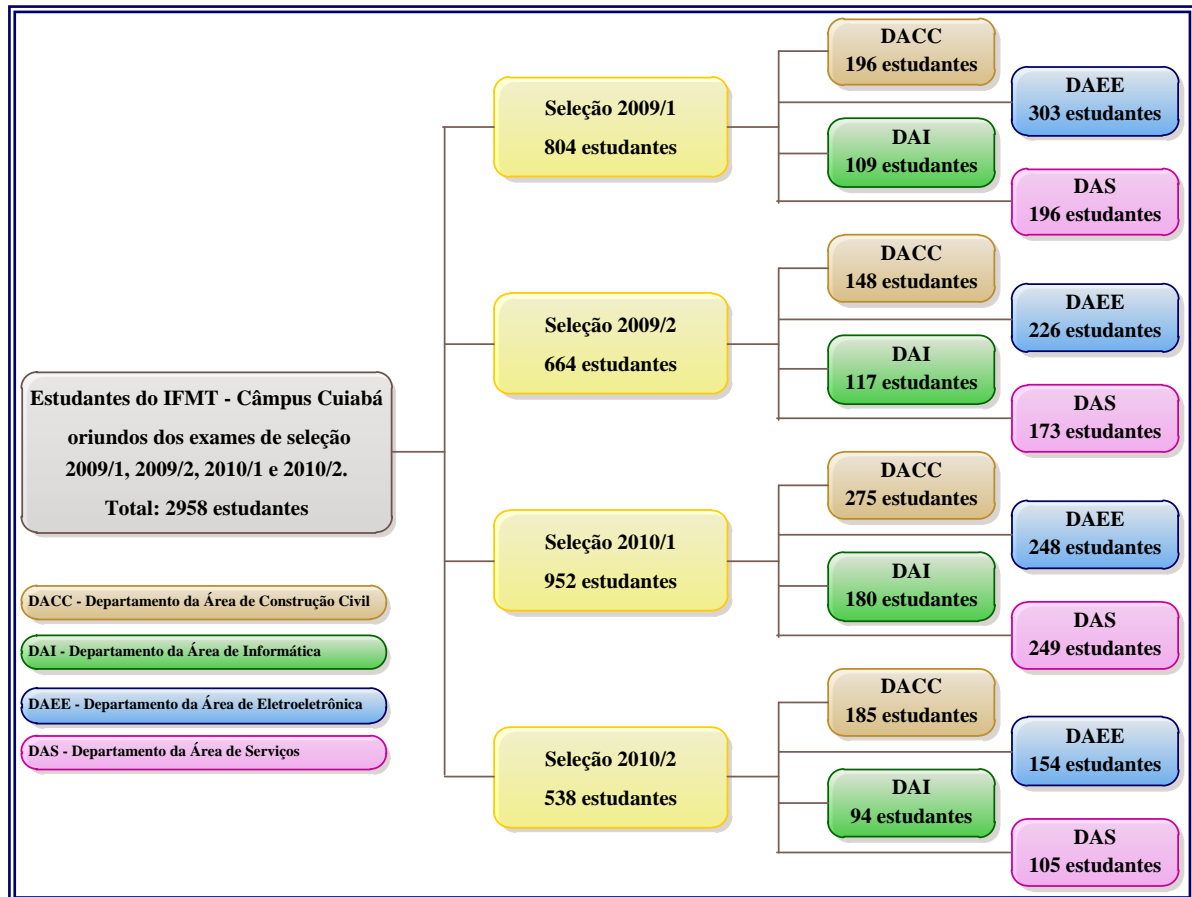 Estudantes do IFMT - Câmpus Cuiabá
oriundos dos exames de seleção
2009/1, 2009/2, 2010/1 e 2010/2.
Total: 2958 estudantes
DACC - Departamento da Área de Construção Civil
DAI - Departamento da Área de Informática
DAEE - Departamento da Área de Eletroeletrônica
DAS - Departamento da Área de Serviços
Seleção 2009/1
804 estudantes
DACC
196 estudantes
DAEE
303 estudantes
DAI
109 estudantes
DAS
196 estudantes
Seleção 2009/2
664 estudantes
DACC
148 estudantes
DAEE
226 estudantes
DAI
117 estudantes
DAS
173 estudantes
Seleção 2010/1
952 estudantes
DACC
275 estudantes
DAEE
248 estudantes
DAI
180 estudantes
DAS
249 estudantes
Seleção 2010/2
538 estudantes
DACC
185 estudantes
DAEE
154 estudantes
DAI
94 estudantes
DAS
105 estudantes